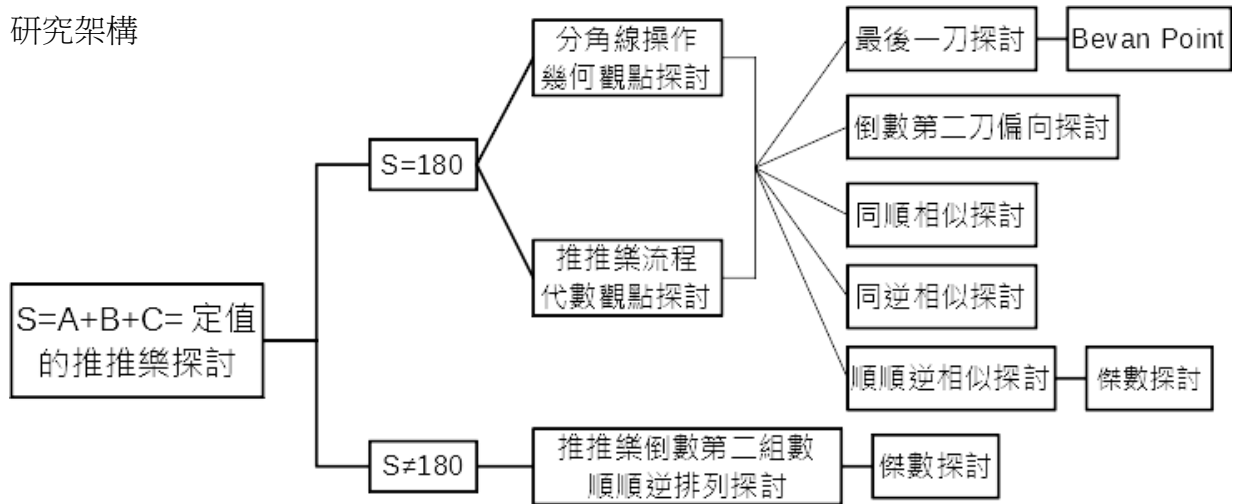 研究架構
分角線操作
幾何觀點探討
最後一刀探討
Bevan Point
倒數第二刀偏向探討
S=180
同順相似探討
推推樂流程
代數觀點探討
同逆相似探討
S=A+B+C= 定值
的推推樂探討
順順逆相似探討
傑數探討
S≠180
推推樂倒數第二組數
順順逆排列探討
傑數探討